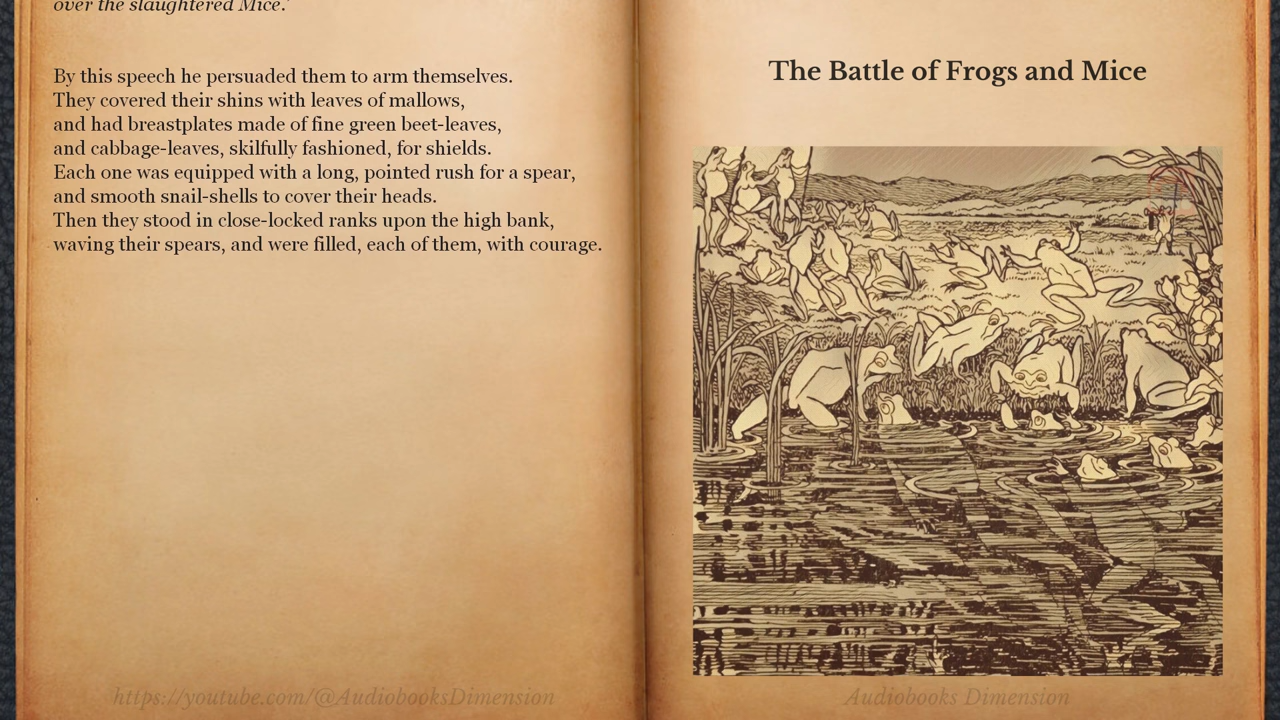 over the slaughtered Mice.'
By this speech he persuaded them to arm themselves.
They covered their shins with leaves of mallows,
and had breastplates made of fine green beet-leaves,
and cabbage-leaves, skilfully fashioned, for shields.
Each one was equipped with a long, pointed rush for a spear,
and smooth snail-shells to cover their heads.
Then they stood in close-locked ranks upon the high bank,
waving their spears, and were filled, each of them, with courage.
https://youtube.com/@AudiobooksDimension
The Battle of Frogs and Mice
Audiobooks Dimension